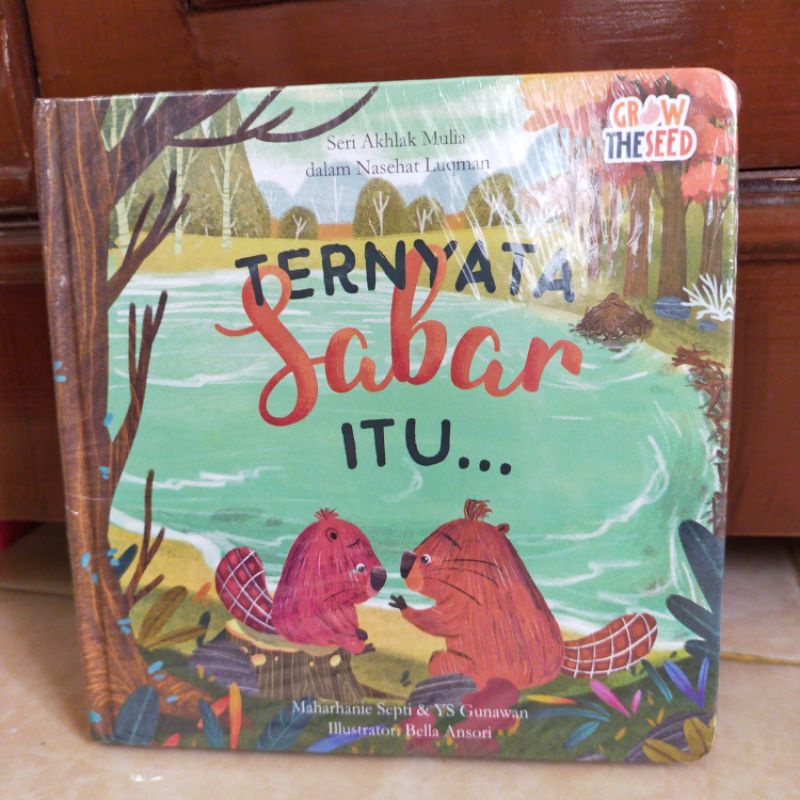 Seri Akhlak Mulia
dalam Nasehat Luqman
GROW
THESEED
TERNYATA
Sabar
ITU...
Maharhanie Septi & YS Gunawan
Illustrator: Bella Ansori